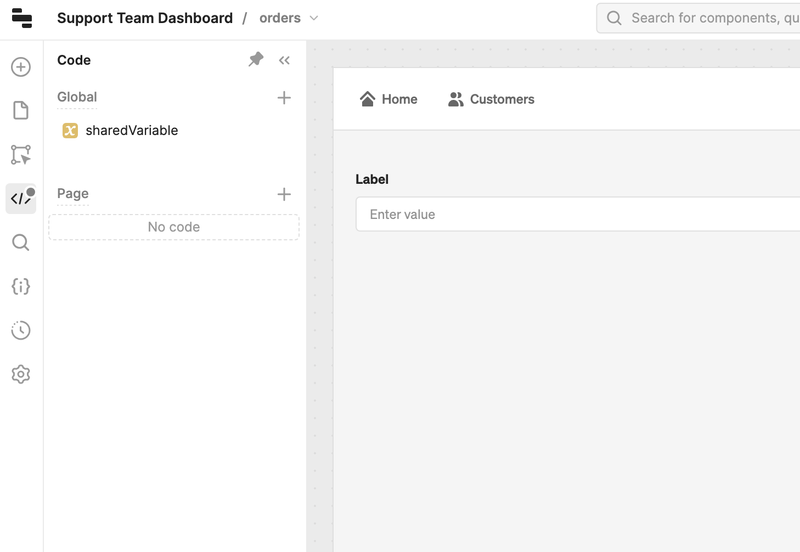 Support Team Dashboard / orders
Search for components, qu
Code
Global
sharedVariable
Page
No code
Home
Customers
Label
Enter value